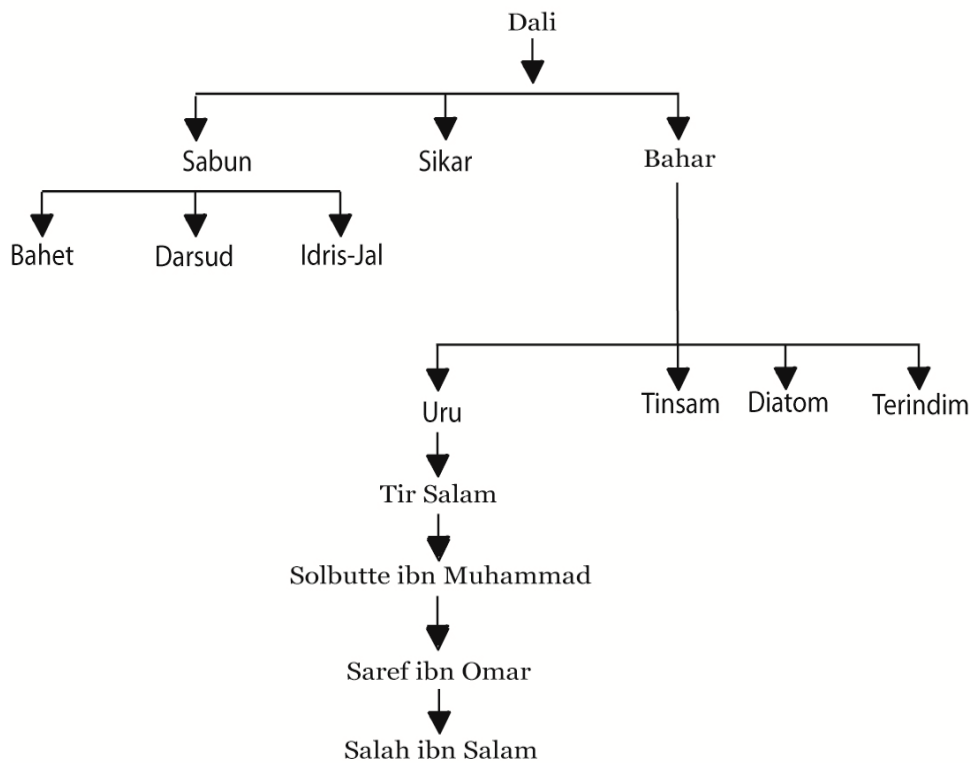 Dali
Sabun
Sikar
Bahar
Bahet
Darsud
Idris-Jal
Uru
Tinsam
Diatom
Terindim
Tir Salam
Solbutte ibn Muhammad
Saref ibn Omar
Salah ibn Salam